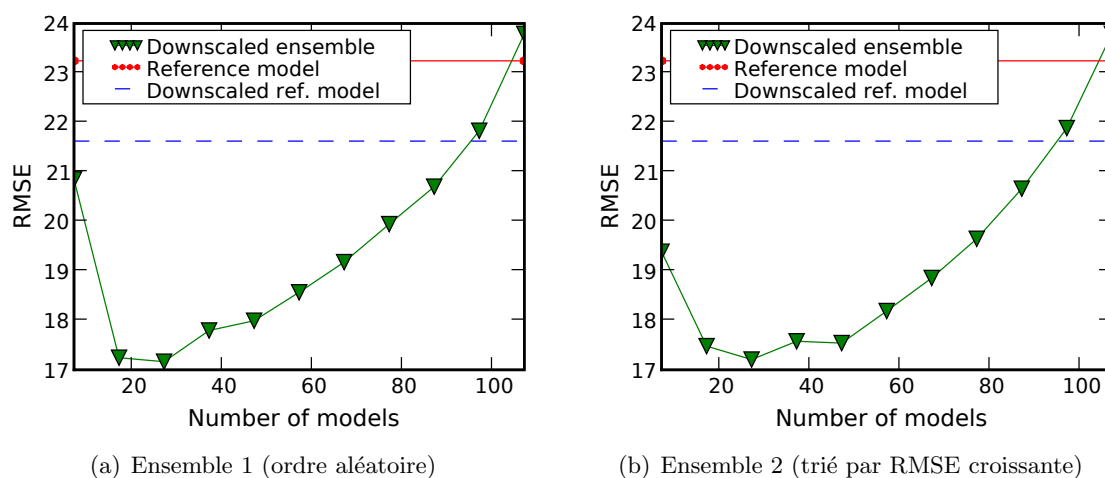 24
23
22
21
20
19
18
17
RMSE
Downscaled ensemble
Reference model
Downscaled ref. model
20
40
60
80
100
Number of models
(a) Ensemble 1 (ordre aléatoire)
24
23
22
21
20
19
18
17
RMSE
Downscaled ensemble
Reference model
Downscaled ref. model
20
40
60
80
100
Number of models
(b) Ensemble 2 (trié par RMSE croissante)